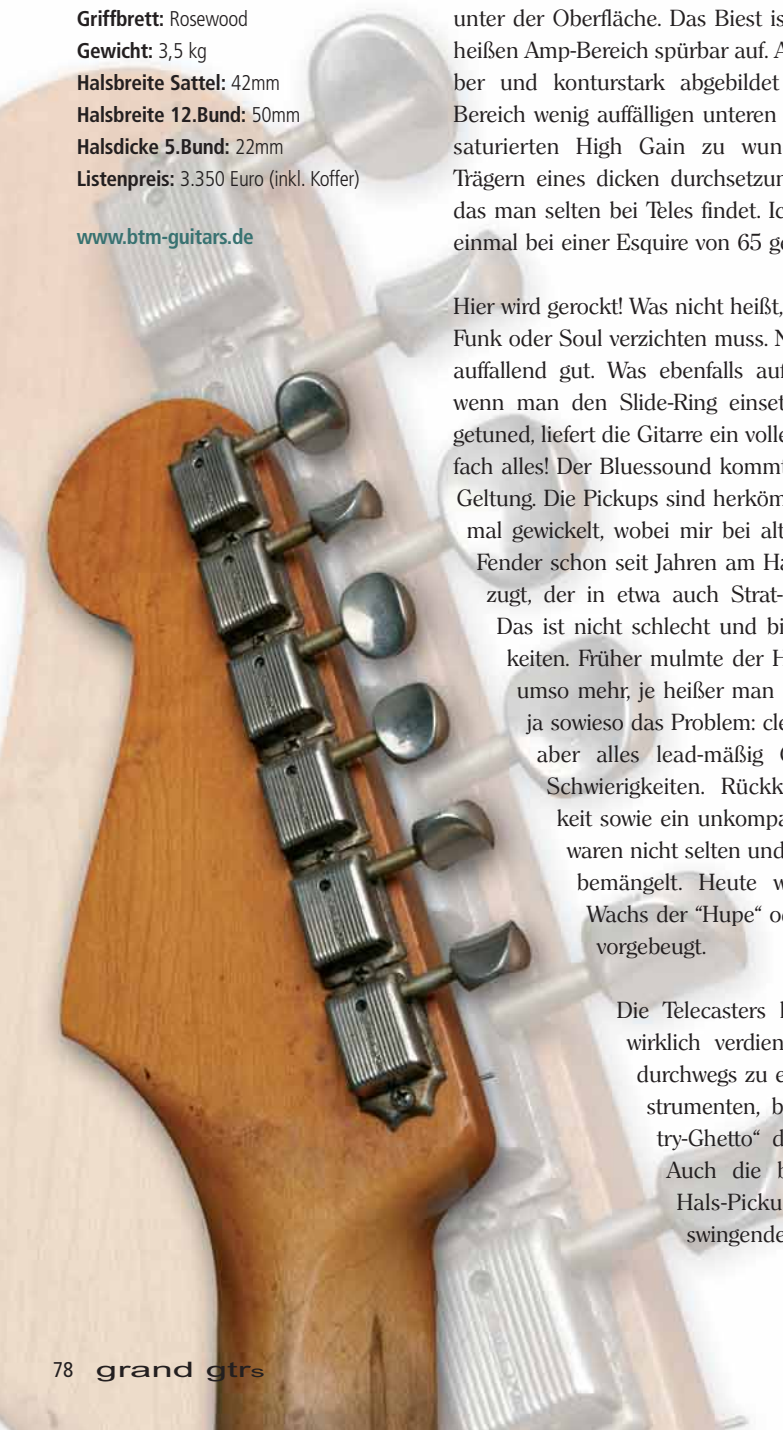 Griffbrett: Rosewood
Gewicht: 3,5 kg
Halsbreite Sattel: 42mm
Halsbreite 12.Bund: 50mm
Halsdicke 5.Bund: 22mm
Listenpreis: 3.350 Euro (inkl. Koffer)
www.btm-guitars.de
unter der Oberfläche. Das Biest is
heißen Amp-Bereich spürbar auf. A
ber und konturstark abgebildet
Bereich wenig auffälligen unteren
saturierten High Gain zu wun
Trägern eines dicken durchsetzun
das man selten bei Teles findet. Ic
einmal bei einer Esquire von 65 ge
Hier wird gerockt! Was nicht heißt,
Funk oder Soul verzichten muss. N
auffallend gut. Was ebenfalls auf
wenn man den Slide-Ring einset
getuned, liefert die Gitarre ein volle
fach alles! Der Bluessound kommt
Geltung. Die Pickups sind herköm
mal gewickelt, wobei mir bei alt
Fender schon seit Jahren am Ha
zugt, der in etwa auch Strat-
Das ist nicht schlecht und bi
keiten. Früher mulmte der H
umso mehr, je heißer man
ja sowieso das Problem: cle
aber alles lead-mäßig
Schwierigkeiten. Rückk
keit sowie ein unkompa
waren nicht selten und
bemängelt. Heute w
Wachs der “Hupe“ od
vorgebeugt.
Die Telecasters h
wirklich verdien
durchwegs zu e
strumenten, b
try-Ghetto“ d
Auch die b
Hals-Picku
swingende
78 grand gtrs